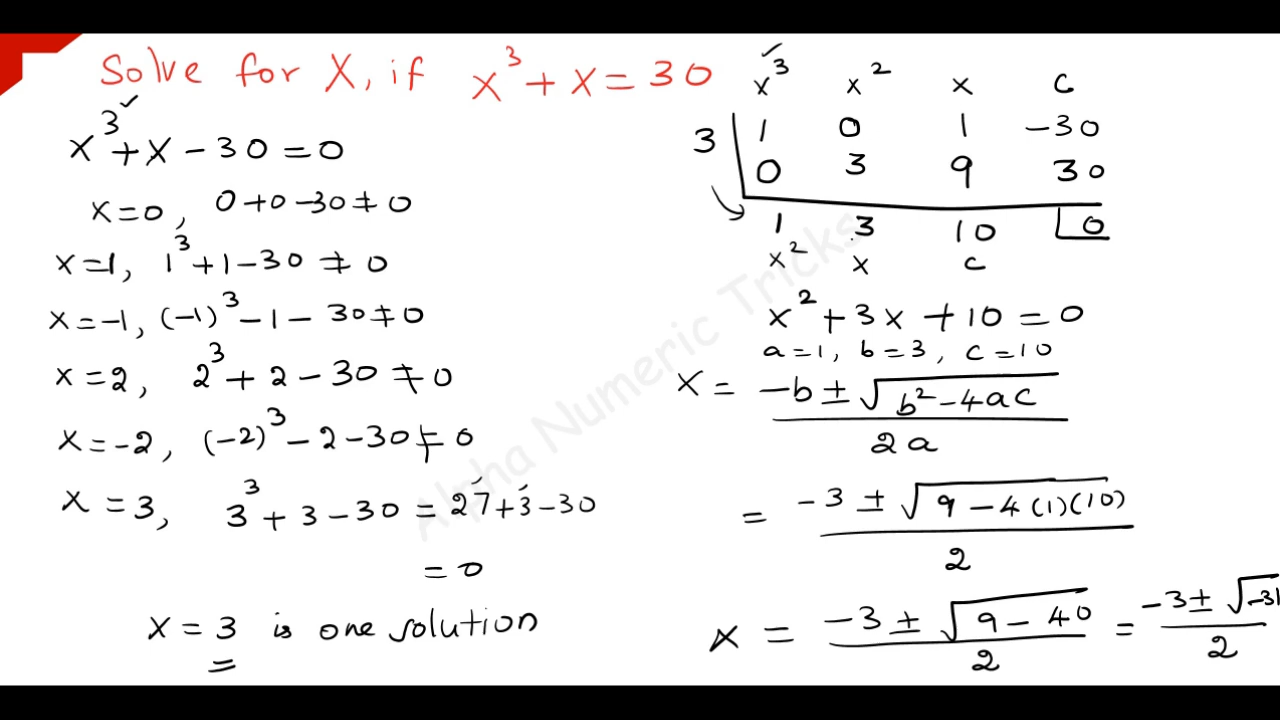 Solve for X, if x³ + x = 30
x³ + x − 30 = 0
x = 0, 0 + 0 − 30 ≠ 0
x = 1, 1³ + 1 − 30 ≠ 0
x = −1, (−1)³ − 1 − 30 ≠ 0
x = 2, 2³ + 2 − 30 ≠ 0
x = −2, (−2)³ − 2 − 30 ≠ 0
x = 3, 3³ + 3 − 30 = 27 + 3 − 30
= 0
x = 3 is one solution
x³ x² x c
3 | 1 0 1 −30
0 3 9 30
1 3 10 0
x² x c
x² + 3x + 10 = 0
a = 1, b = 3, c = 10
x = (−b ± √(b² − 4ac)) / 2a
= (−3 ± √(9 − 4(1)(10))) / 2
x = (−3 ± √(9 − 40)) / 2 = (−3 ± √−31) / 2
Alpha Numeric Tricks